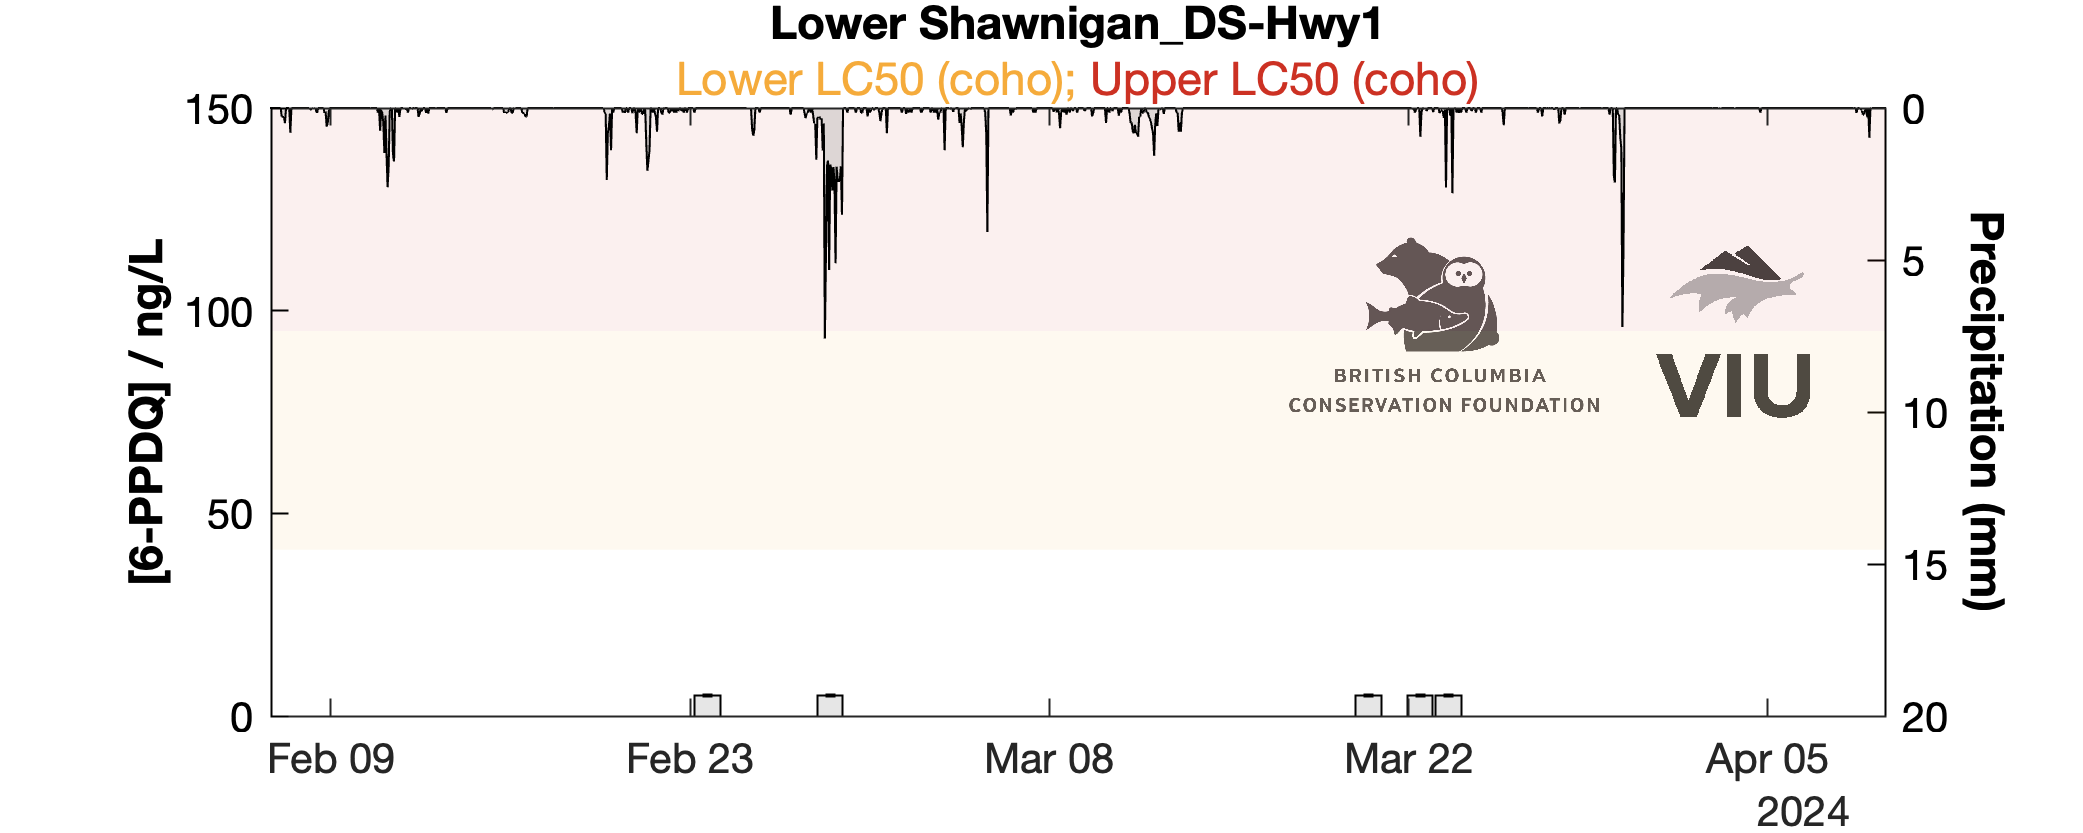 Lower Shawnigan_DS-Hwy1
Lower LC50 (coho); Upper LC50 (coho)
[6-PPDQ] / ng/L
150
100
50
0
Precipitation (mm)
0
5
10
15
20
BRITISH COLUMBIA
CONSERVATION FOUNDATION
VIU
Feb 09
Feb 23
Mar 08
Mar 22
Apr 05
2024